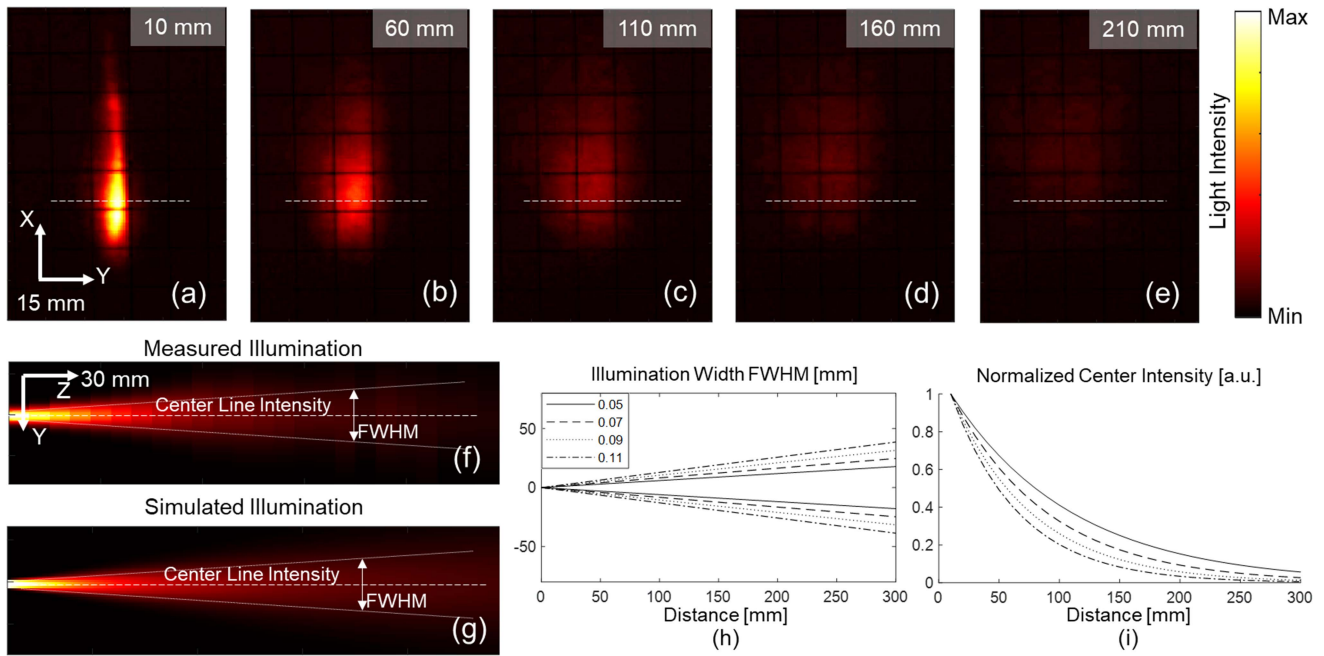 10 mm
60 mm
110 mm
160 mm
210 mm
Max
Light Intensity
Min
X
Y
15 mm
(a)
(b)
(c)
(d)
(e)
Measured Illumination
Z
30 mm
Y
Center Line Intensity
FWHM
(f)
Simulated Illumination
Center Line Intensity
FWHM
(g)
Illumination Width FWHM [mm]
0.05
0.07
0.09
0.11
50
0
-50
0 50 100 150 200 250 300
Distance [mm]
(h)
Normalized Center Intensity [a.u.]
1
0.8
0.6
0.4
0.2
0
0 50 100 150 200 250 300
Distance [mm]
(i)